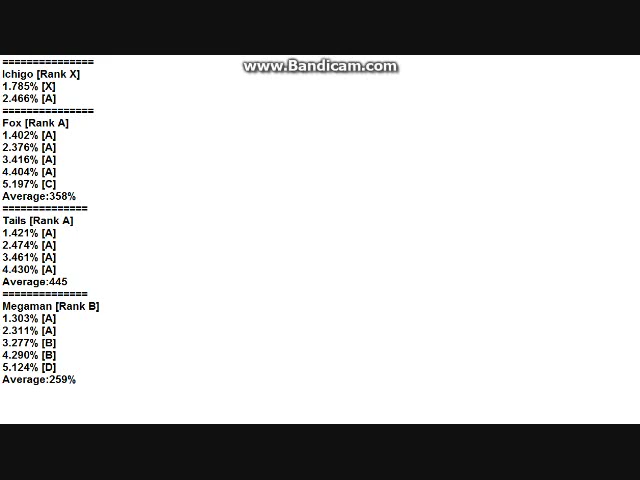 www.Bandicam.com
===============
Ichigo [Rank X]
1.785% [X]
2.466% [A]
===============
Fox [Rank A]
1.402% [A]
2.376% [A]
3.416% [A]
4.404% [A]
5.197% [C]
Average:358%
==============
Tails [Rank A]
1.421% [A]
2.474% [A]
3.461% [A]
4.430% [A]
Average:445
==============
Megaman [Rank B]
1.303% [A]
2.311% [A]
3.277% [B]
4.290% [B]
5.124% [D]
Average:259%